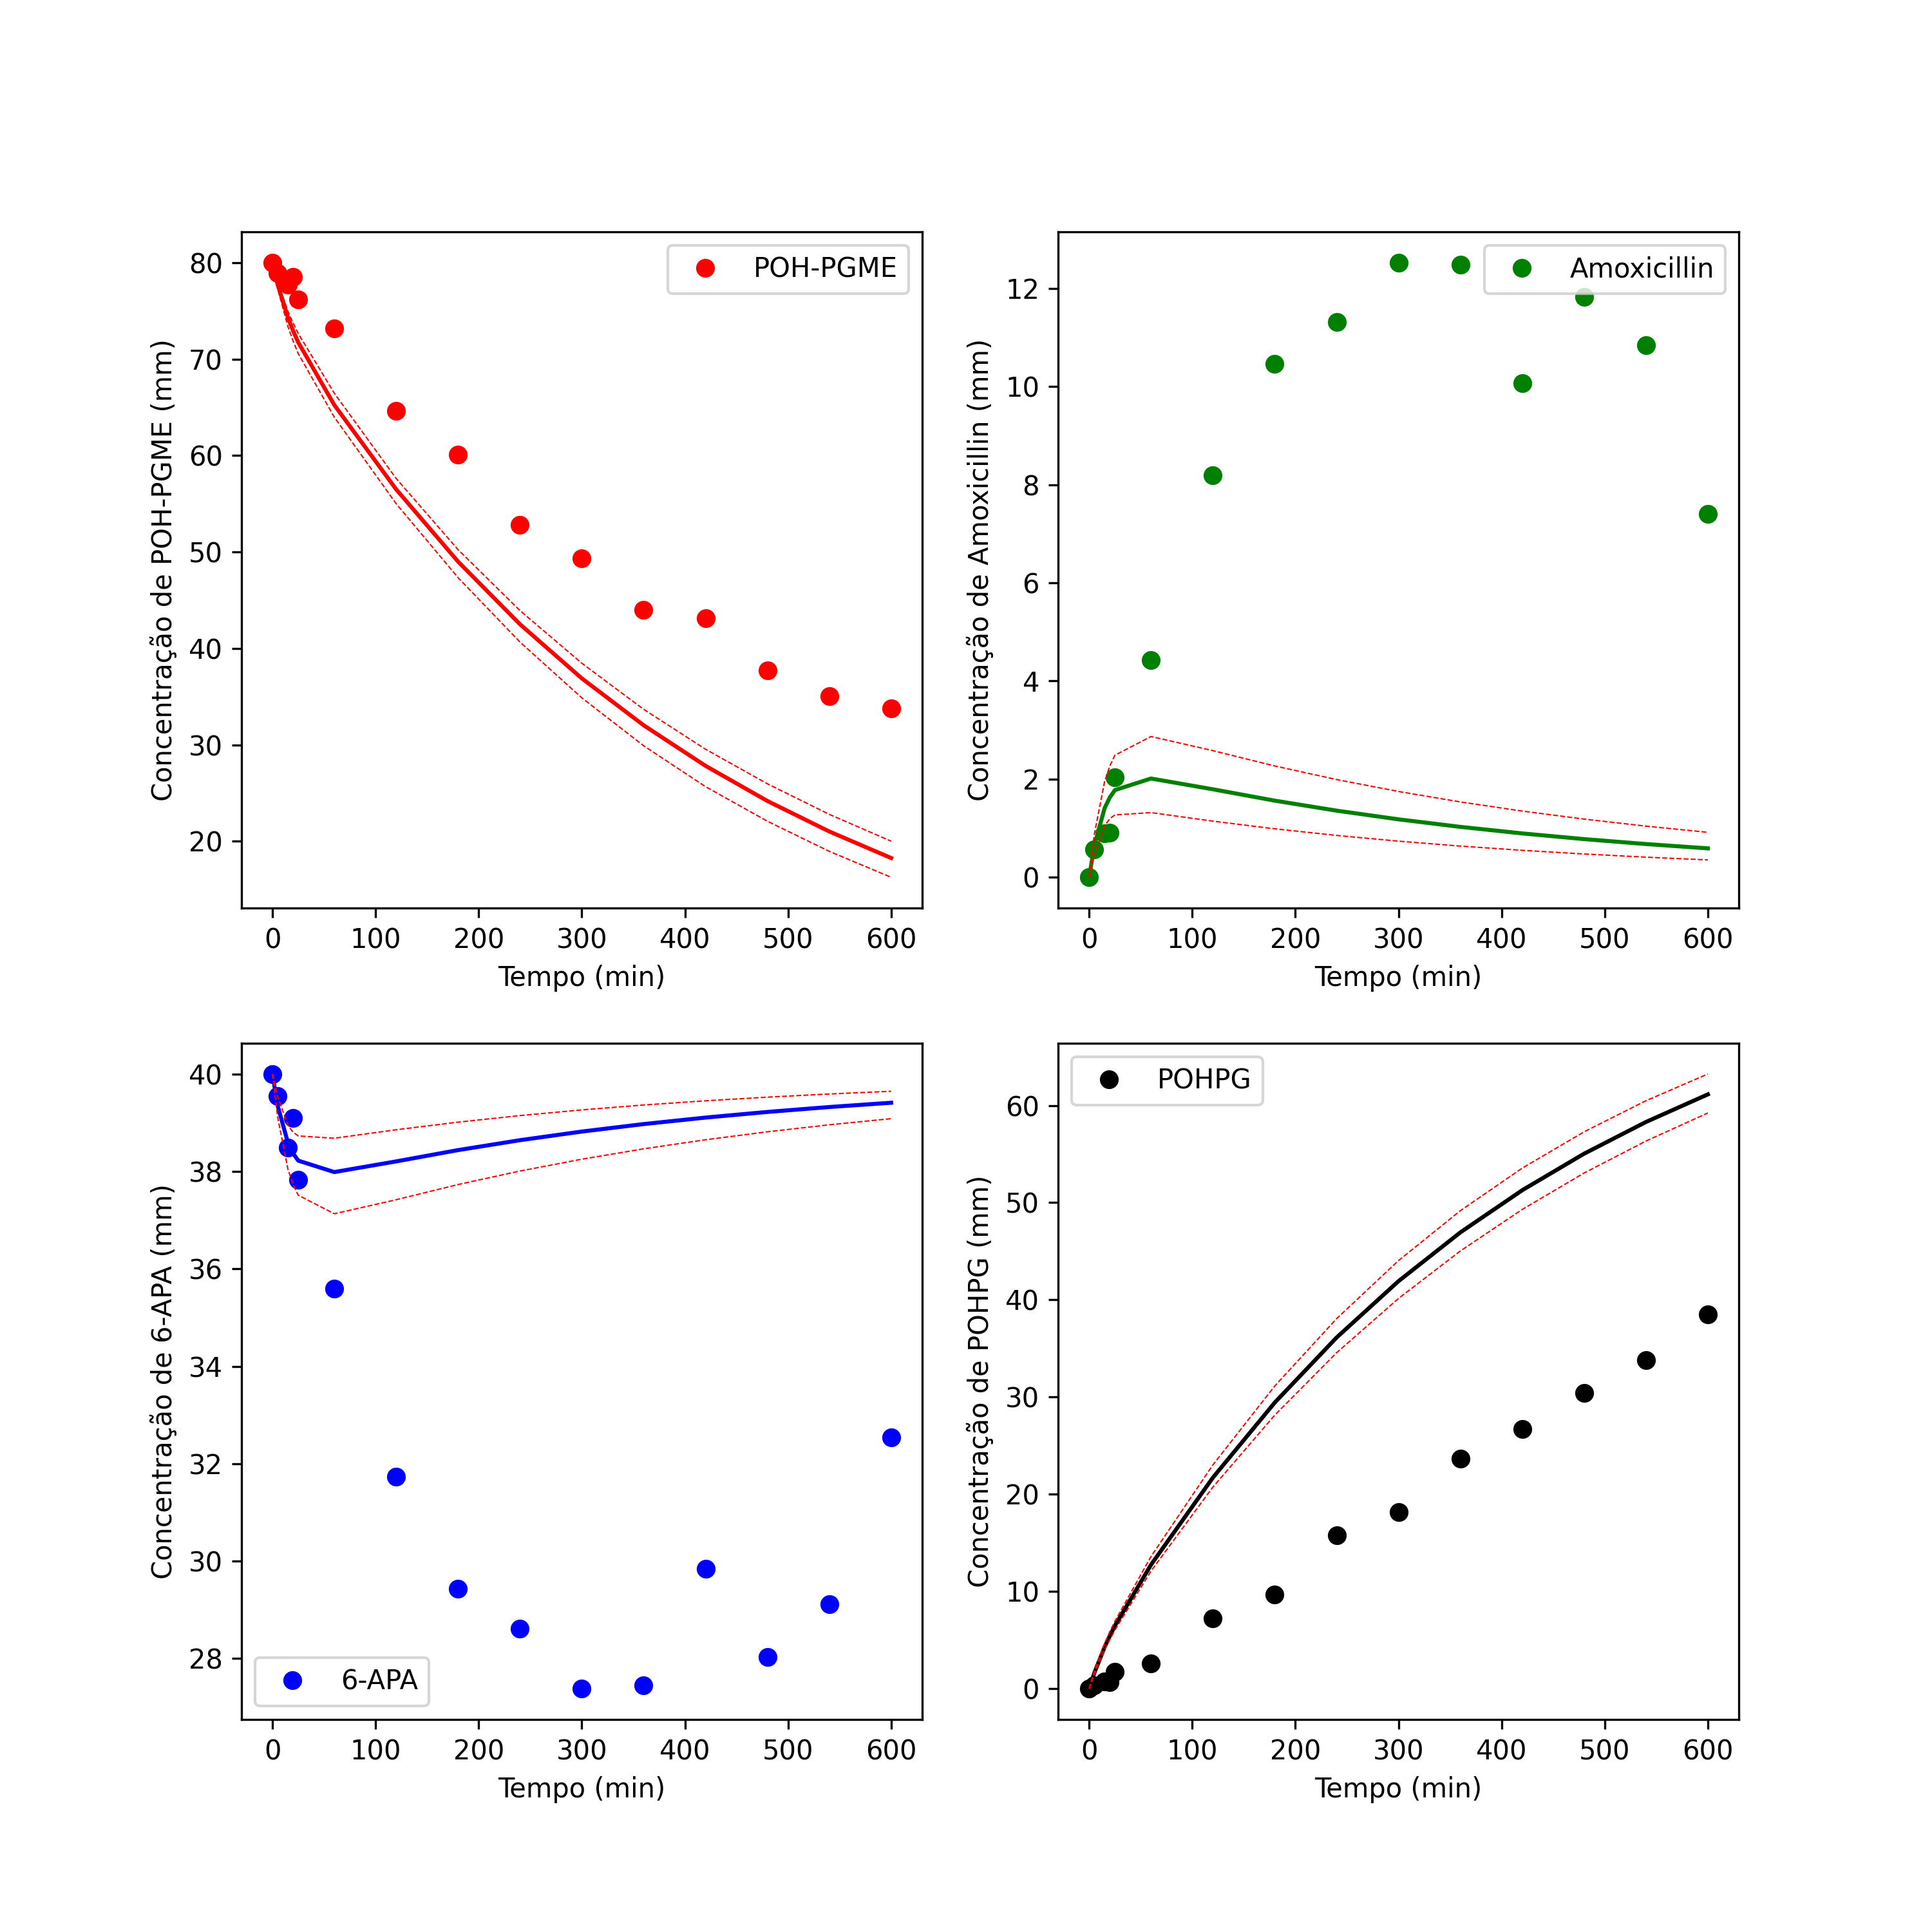 POH-PGME
Concentração de POH-PGME (mm)
80
70
60
50
40
30
20
0 100 200 300 400 500 600
Tempo (min)
Amoxicillin
Concentração de Amoxicillin (mm)
12
10
8
6
4
2
0
0 100 200 300 400 500 600
Tempo (min)
6-APA
Concentração de 6-APA (mm)
40
38
36
34
32
30
28
0 100 200 300 400 500 600
Tempo (min)
POHPG
Concentração de POHPG (mm)
60
50
40
30
20
10
0
0 100 200 300 400 500 600
Tempo (min)